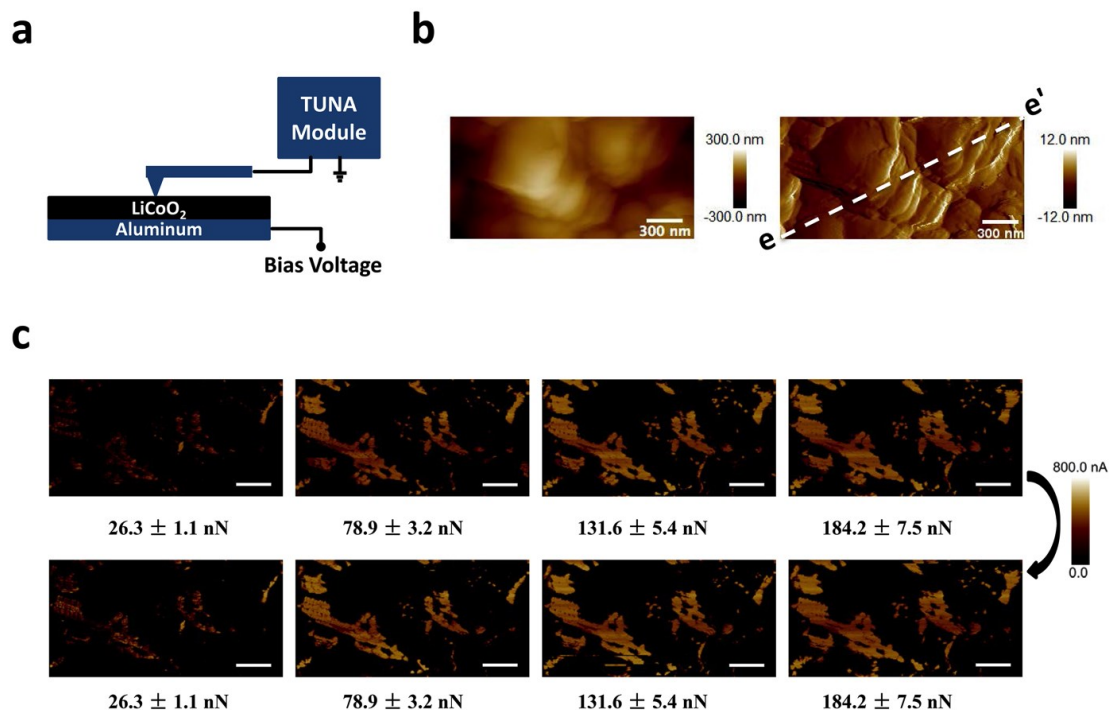 a
TUNA
Module
LiCoO₂
Aluminum
Bias Voltage
b
300.0 nm
-300.0 nm
300 nm
e'
e
12.0 nm
-12.0 nm
300 nm
c
26.3 ± 1.1 nN
78.9 ± 3.2 nN
131.6 ± 5.4 nN
184.2 ± 7.5 nN
800.0 nA
0.0
26.3 ± 1.1 nN
78.9 ± 3.2 nN
131.6 ± 5.4 nN
184.2 ± 7.5 nN